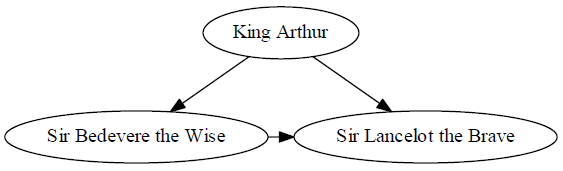 King Arthur
Sir Bedevere the Wise
Sir Lancelot the Brave